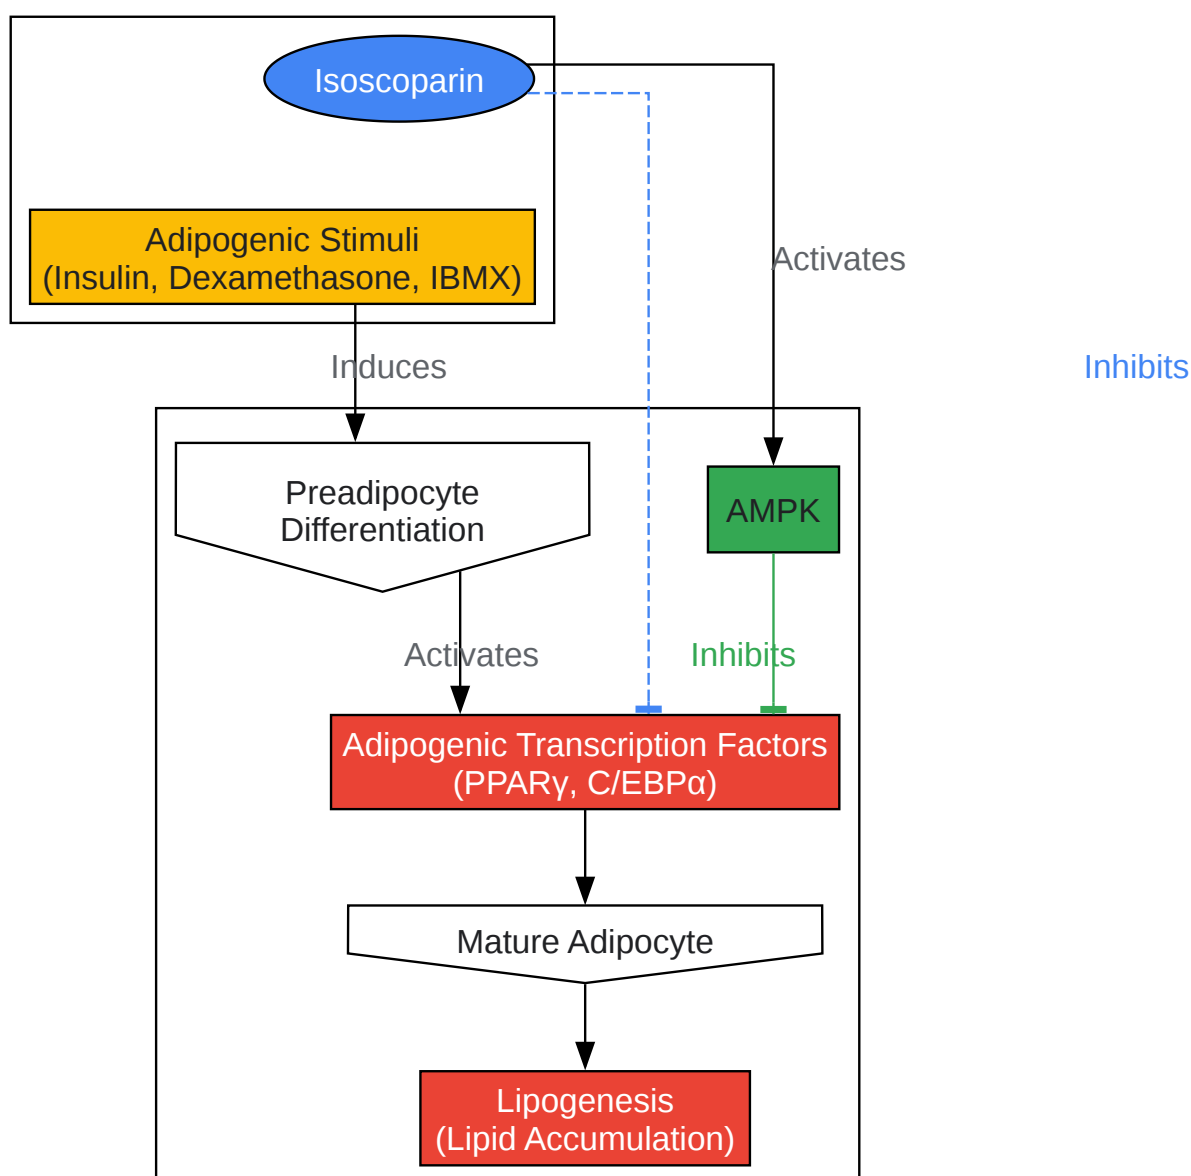 Isoscoparin
Adipogenic Stimuli
(Insulin, Dexamethasone, IBMX)
Activates
Induces
Inhibits
Preadipocyte
Differentiation
AMPK
Activates
Inhibits
Adipogenic Transcription Factors
(PPARγ, C/EBPα)
Mature Adipocyte
Lipogenesis
(Lipid Accumulation)